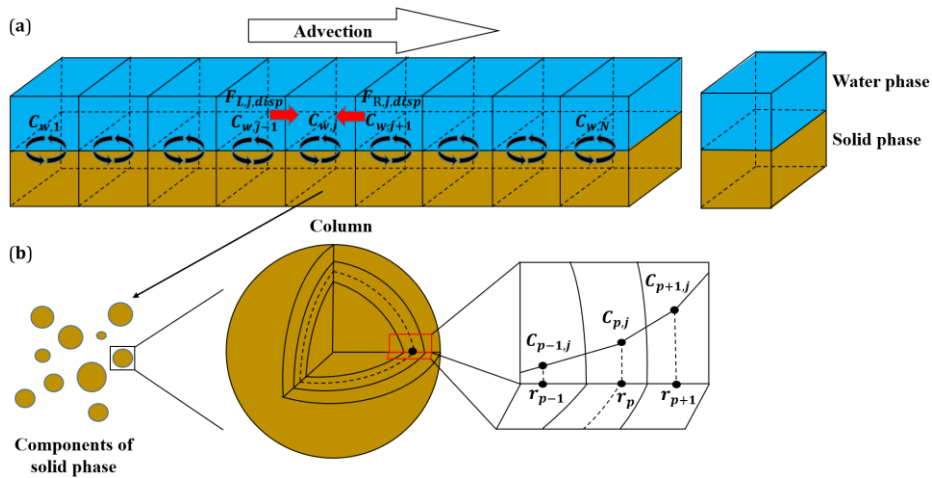 (a)
Advection
F_{L,j,disp} F_{R,j,disp}
C_{w,1} C_{w,j-1} C_{w,j} C_{w,j+1} C_{w,N}
Water phase
Solid phase
Column
(b)
C_{p-1,j} C_{p,j} C_{p+1,j}
r_{p-1} r_p r_{p+1}
Components of
solid phase